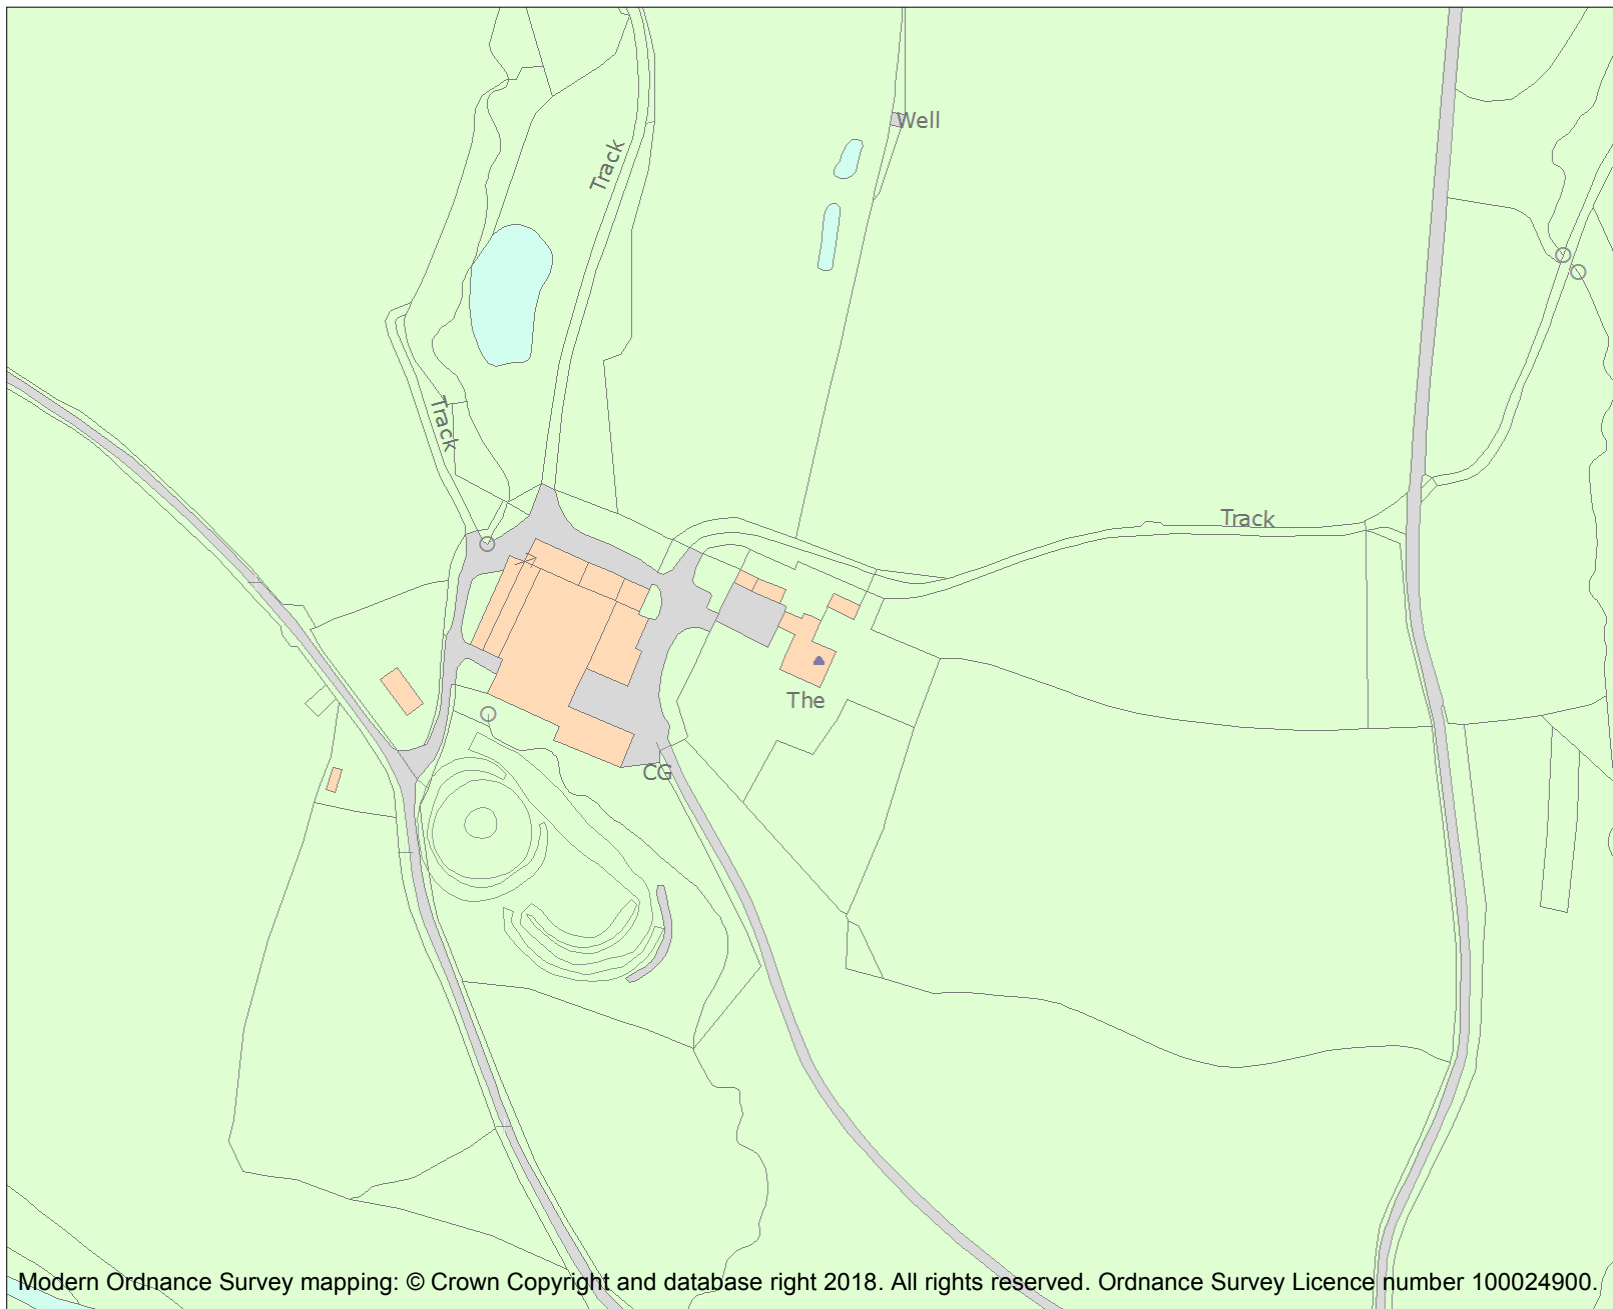 Well
Track
Track
Track
The
CG
Modern Ordnance Survey mapping: © Crown Copyright and database right 2018. All rights reserved. Ordnance Survey Licence number 100024900.